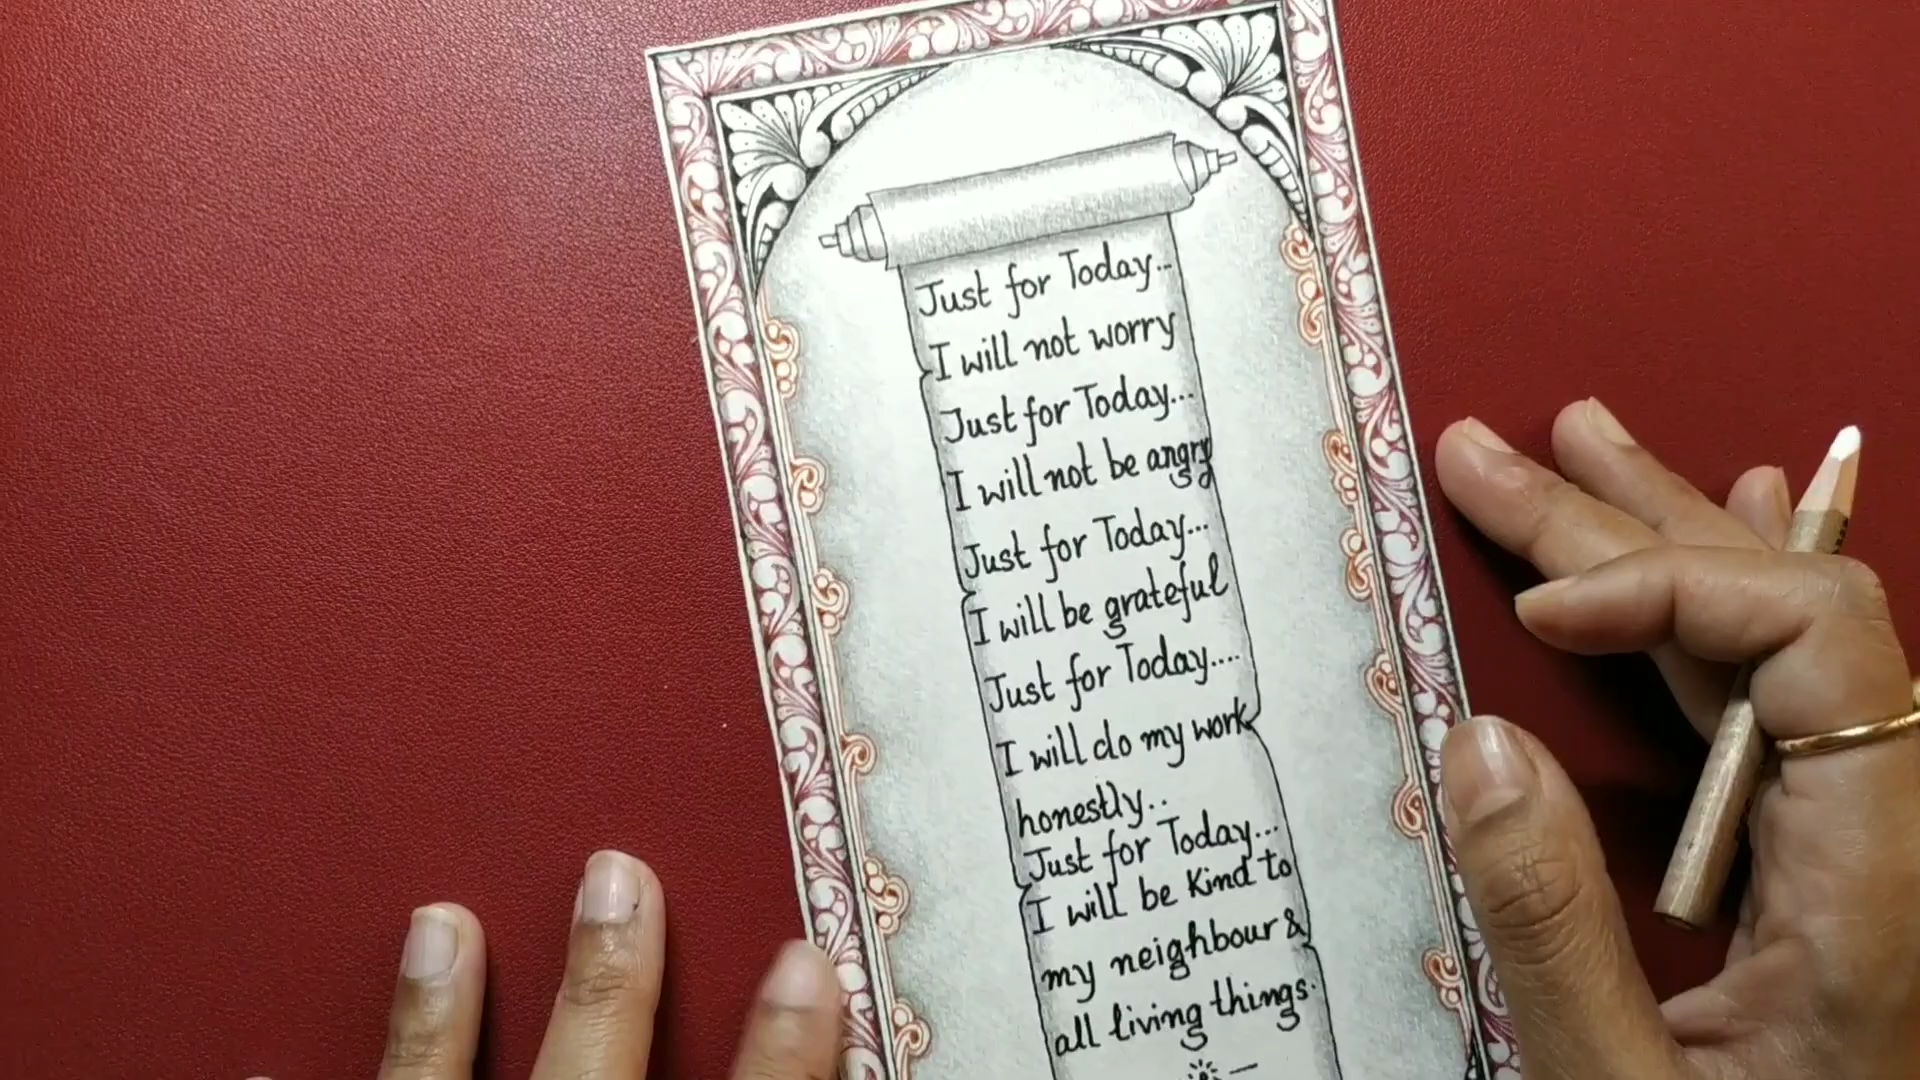 Just for Today...
I will not worry
Just for Today...
I will not be angry
Just for Today...
I will be grateful
Just for Today....
I will do my work
honestly..
Just for Today...
I will be Kind to
my neighbour &
all living things.